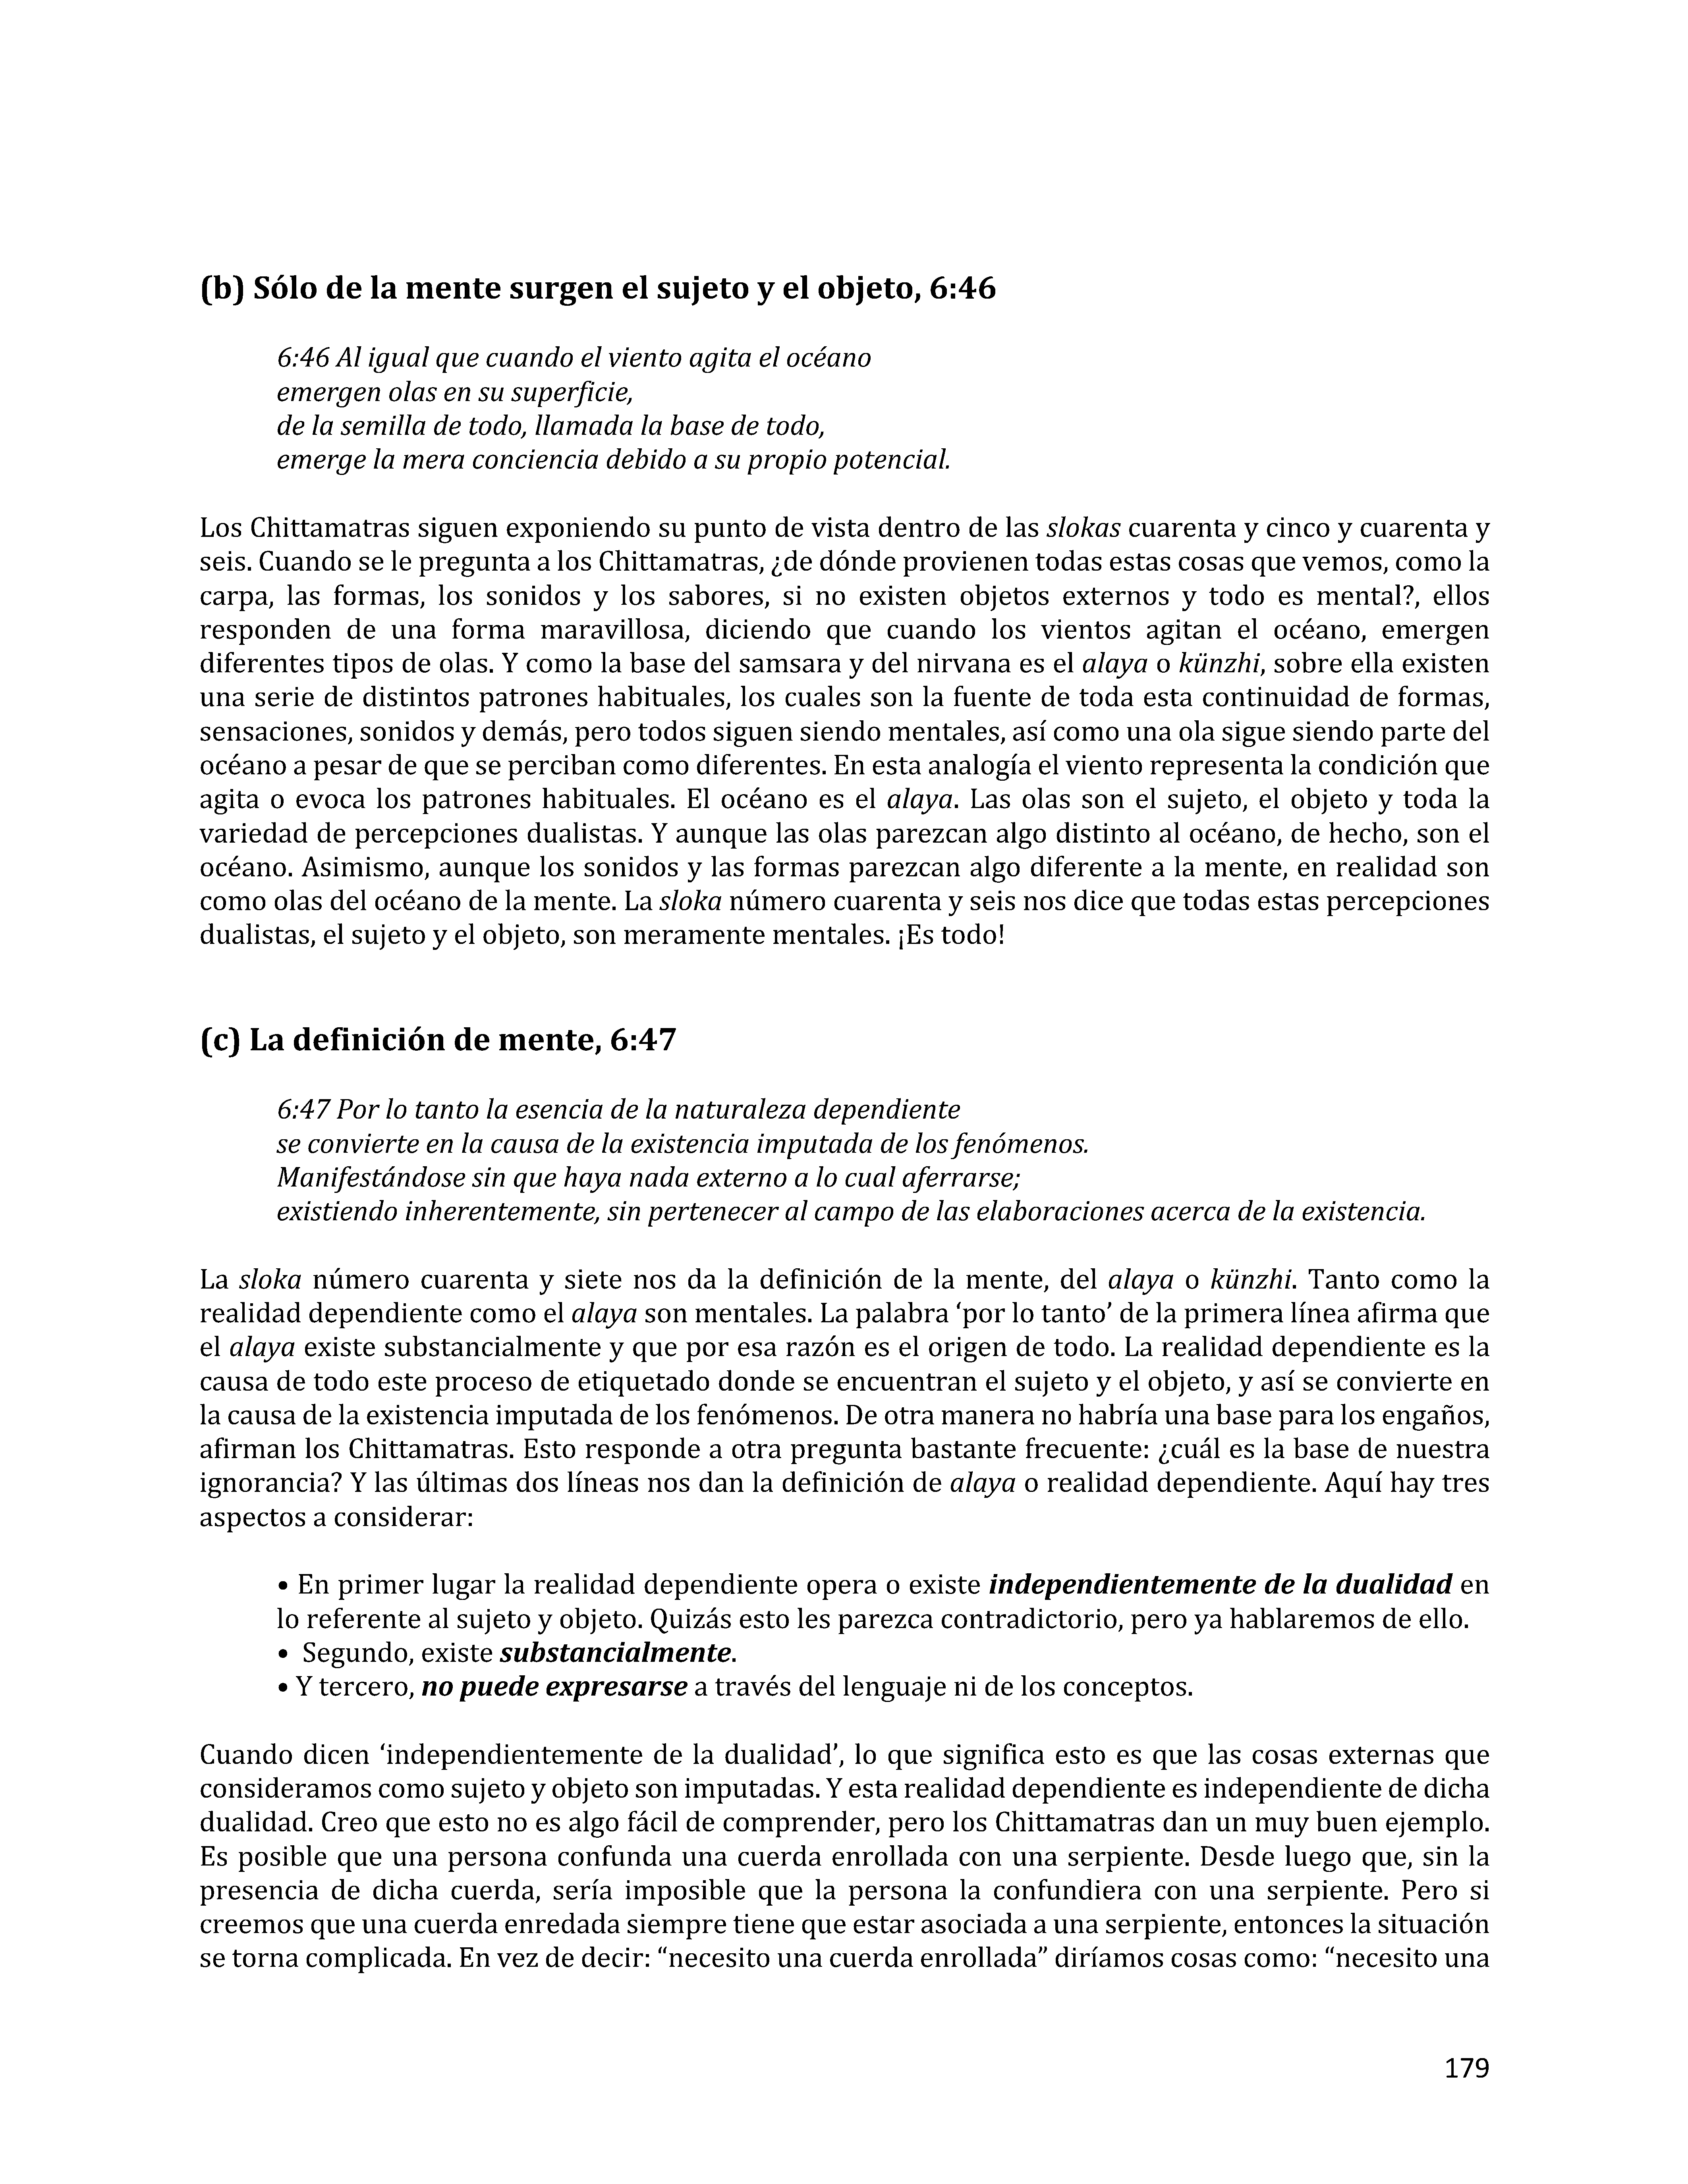 (b) Sólo de la mente surgen el sujeto y el objeto, 6:46
6:46 Al igual que cuando el viento agita el océano
emergen olas en su superficie,
de la semilla de todo, llamada la base de todo,
emerge la mera conciencia debido a su propio potencial.
Los Chittamatras siguen exponiendo su punto de vista dentro de las slokas cuarenta y cinco y cuarenta y
seis. Cuando se le pregunta a los Chittamatras, ¿de dónde provienen todas estas cosas que vemos, como la
carpa, las formas, los sonidos y los sabores, si no existen objetos externos y todo es mental?, ellos
responden de una forma maravillosa, diciendo que cuando los vientos agitan el océano, emergen
diferentes tipos de olas. Y como la base del samsara y del nirvana es el alaya o künzhi, sobre ella existen
una serie de distintos patrones habituales, los cuales son la fuente de toda esta continuidad de formas,
sensaciones, sonidos y demás, pero todos siguen siendo mentales, así como una ola sigue siendo parte del
océano a pesar de que se perciban como diferentes. En esta analogía el viento representa la condición que
agita o evoca los patrones habituales. El océano es el alaya. Las olas son el sujeto, el objeto y toda la
variedad de percepciones dualistas. Y aunque las olas parezcan algo distinto al océano, de hecho, son el
océano. Asimismo, aunque los sonidos y las formas parezcan algo diferente a la mente, en realidad son
como olas del océano de la mente. La sloka número cuarenta y seis nos dice que todas estas percepciones
dualistas, el sujeto y el objeto, son meramente mentales. ¡Es todo!
(c) La definición de mente, 6:47
6:47 Por lo tanto la esencia de la naturaleza dependiente
se convierte en la causa de la existencia imputada de los fenómenos.
Manifestándose sin que haya nada externo a lo cual aferrarse;
existiendo inherentemente, sin pertenecer al campo de las elaboraciones acerca de la existencia.
La sloka número cuarenta y siete nos da la definición de la mente, del alaya o künzhi. Tanto como la
realidad dependiente como el alaya son mentales. La palabra ‘por lo tanto’ de la primera línea afirma que
el alaya existe substancialmente y que por esa razón es el origen de todo. La realidad dependiente es la
causa de todo este proceso de etiquetado donde se encuentran el sujeto y el objeto, y así se convierte en
la causa de la existencia imputada de los fenómenos. De otra manera no habría una base para los engaños,
afirman los Chittamatras. Esto responde a otra pregunta bastante frecuente: ¿cuál es la base de nuestra
ignorancia? Y las últimas dos líneas nos dan la definición de alaya o realidad dependiente. Aquí hay tres
aspectos a considerar:
• En primer lugar la realidad dependiente opera o existe independientemente de la dualidad en
lo referente al sujeto y objeto. Quizás esto les parezca contradictorio, pero ya hablaremos de ello.
• Segundo, existe substancialmente.
• Y tercero, no puede expresarse a través del lenguaje ni de los conceptos.
Cuando dicen ‘independientemente de la dualidad’, lo que significa esto es que las cosas externas que
consideramos como sujeto y objeto son imputadas. Y esta realidad dependiente es independiente de dicha
dualidad. Creo que esto no es algo fácil de comprender, pero los Chittamatras dan un muy buen ejemplo.
Es posible que una persona confunda una cuerda enrollada con una serpiente. Desde luego que, sin la
presencia de dicha cuerda, sería imposible que la persona la confundiera con una serpiente. Pero si
creemos que una cuerda enredada siempre tiene que estar asociada a una serpiente, entonces la situación
se torna complicada. En vez de decir: “necesito una cuerda enrollada” diríamos cosas como: “necesito una
179